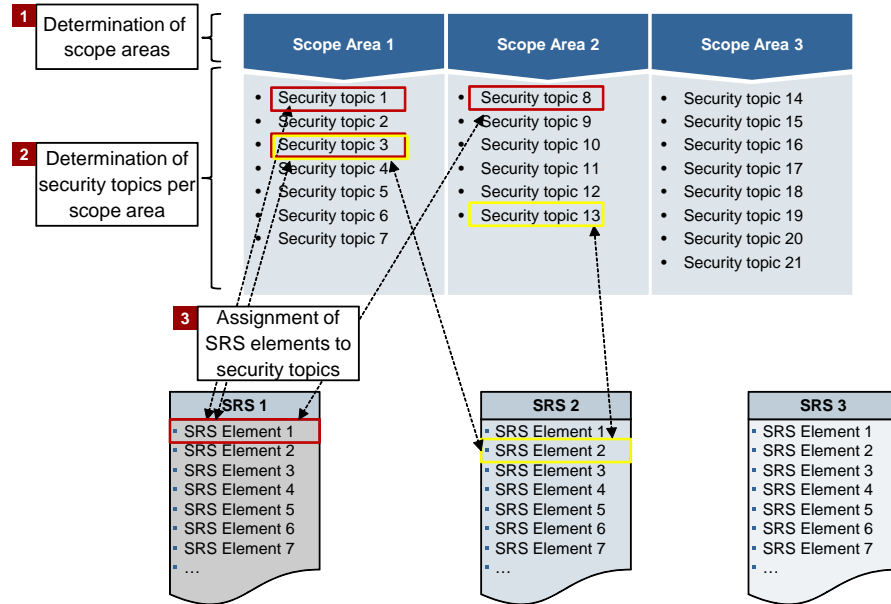 1
Determination of
scope areas
Scope Area 1
Scope Area 2
Scope Area 3
2
Determination of
security topics per
scope area
• Security topic 1
• Security topic 2
• Security topic 3
• Security topic 4
• Security topic 5
• Security topic 6
• Security topic 7
• Security topic 8
• Security topic 9
• Security topic 10
• Security topic 11
• Security topic 12
• Security topic 13
• Security topic 14
• Security topic 15
• Security topic 16
• Security topic 17
• Security topic 18
• Security topic 19
• Security topic 20
• Security topic 21
3
Assignment of
SRS elements to
security topics
SRS 1
▪ SRS Element 1
▪ SRS Element 2
▪ SRS Element 3
▪ SRS Element 4
▪ SRS Element 5
▪ SRS Element 6
▪ SRS Element 7
▪ ...
SRS 2
▪ SRS Element 1
▪ SRS Element 2
▪ SRS Element 3
▪ SRS Element 4
▪ SRS Element 5
▪ SRS Element 6
▪ SRS Element 7
▪ ...
SRS 3
▪ SRS Element 1
▪ SRS Element 2
▪ SRS Element 3
▪ SRS Element 4
▪ SRS Element 5
▪ SRS Element 6
▪ SRS Element 7
▪ ...